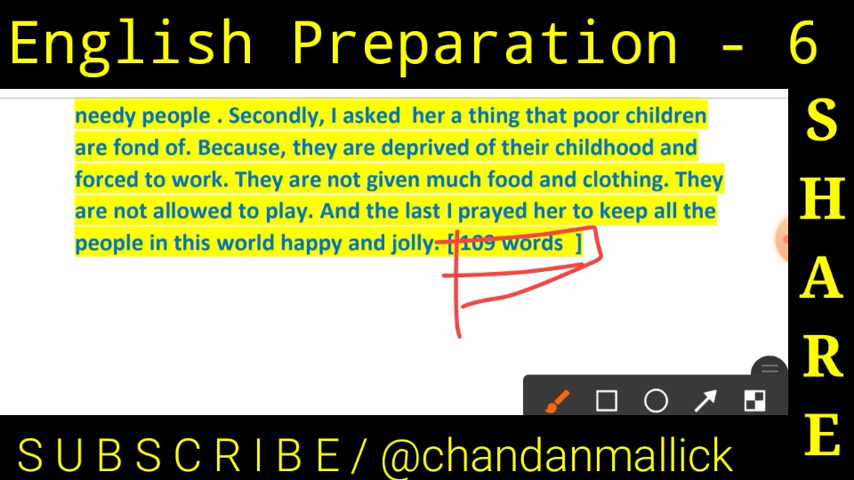 English Preparation - 6
needy people . Secondly, I asked her a thing that poor children
are fond of. Because, they are deprived of their childhood and
forced to work. They are not given much food and clothing. They
are not allowed to play. And the last I prayed her to keep all the
people in this world happy and jolly. [ 109 words ]
SHARE
SUBSCRIBE/@chandanmallick